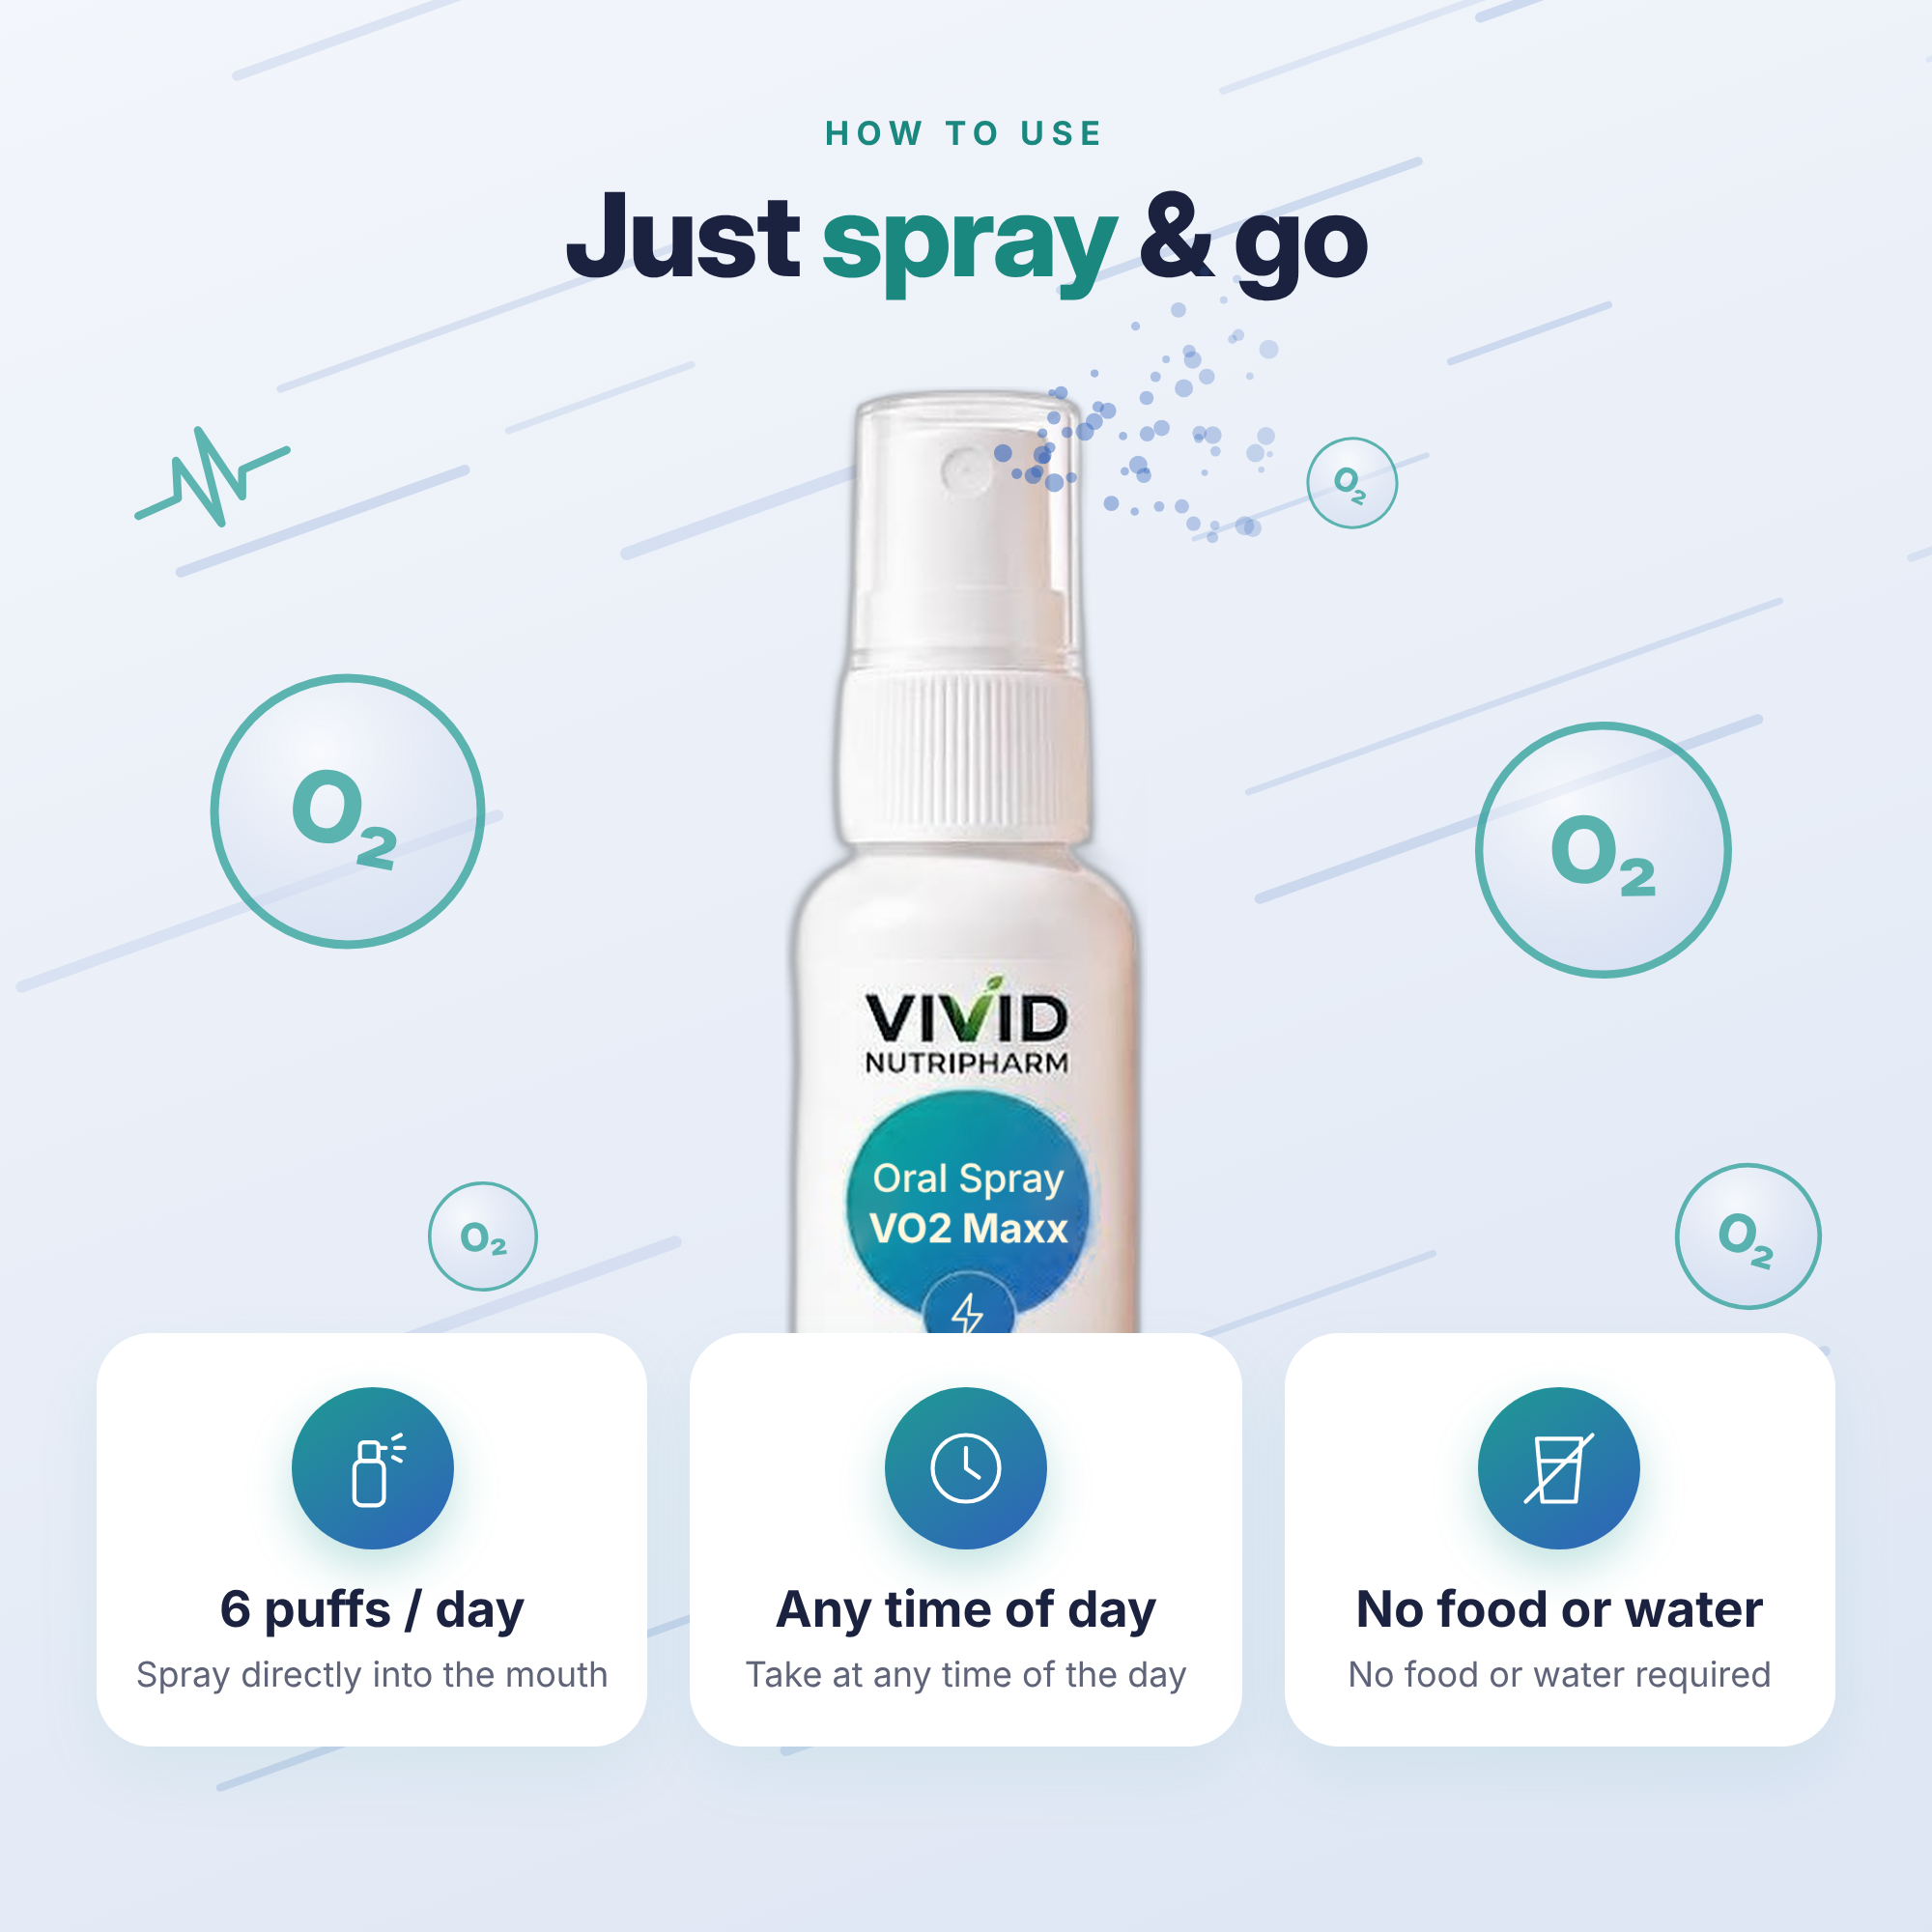 HOW TO USE
Just spray & go
O₂
O₂
O₂
VIVID
NUTRIPHARM
Oral Spray
VO2 Maxx
O₂
O₂
6 puffs / day
Spray directly into the mouth
Any time of day
Take at any time of the day
No food or water
No food or water required